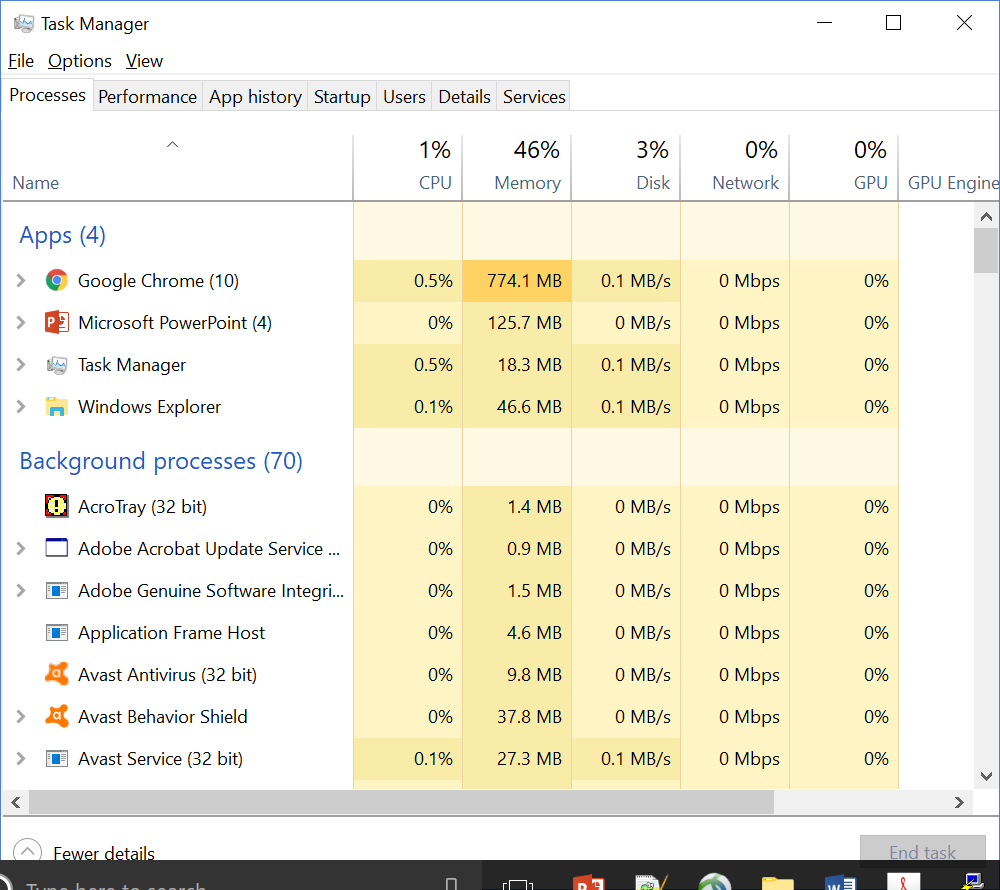 Task Manager
File Options View
Processes Performance App history Startup Users Details Services
1% 46% 3% 0% 0%
Name CPU Memory Disk Network GPU GPU Engine
Apps (4)
Google Chrome (10) 0.5% 774.1 MB 0.1 MB/s 0 Mbps 0%
Microsoft PowerPoint (4) 0% 125.7 MB 0 MB/s 0 Mbps 0%
Task Manager 0.5% 18.3 MB 0.1 MB/s 0 Mbps 0%
Windows Explorer 0.1% 46.6 MB 0.1 MB/s 0 Mbps 0%
Background processes (70)
AcroTray (32 bit) 0% 1.4 MB 0 MB/s 0 Mbps 0%
Adobe Acrobat Update Service ... 0% 0.9 MB 0 MB/s 0 Mbps 0%
Adobe Genuine Software Integri... 0% 1.5 MB 0 MB/s 0 Mbps 0%
Application Frame Host 0% 4.6 MB 0 MB/s 0 Mbps 0%
Avast Antivirus (32 bit) 0% 9.8 MB 0 MB/s 0 Mbps 0%
Avast Behavior Shield 0% 37.8 MB 0 MB/s 0 Mbps 0%
Avast Service (32 bit) 0.1% 27.3 MB 0.1 MB/s 0 Mbps 0%
Fewer details End task
Type here to search